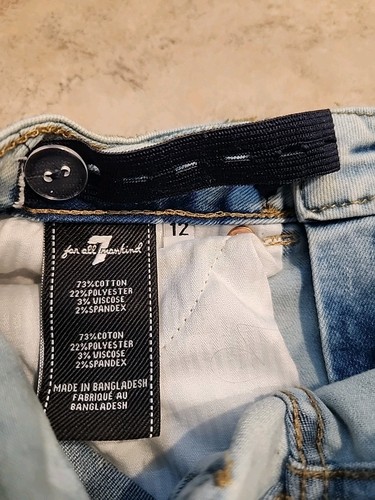 12
7
for all mankind
73%COTTON
22%POLYESTER
3% VISCOSE
2%SPANDEX
73%COTON
22%POLYESTER
3% VISCOSE
2%SPANDEX
MADE IN BANGLADESH
FABRIQUÉ AU
BANGLADESH